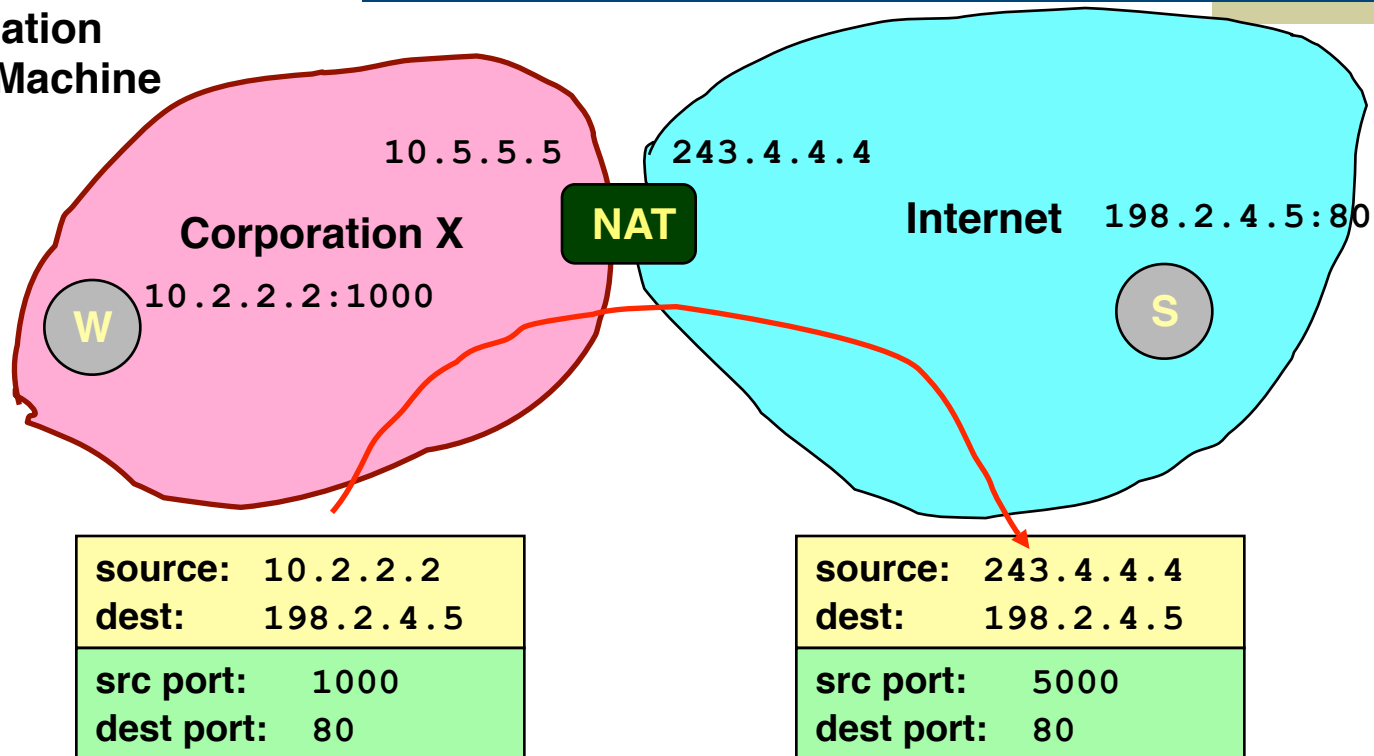 ation
Machine
10.5.5.5
243.4.4.4
NAT
Corporation X
Internet 198.2.4.5:80
10.2.2.2:1000
W
S
source: 10.2.2.2
dest: 198.2.4.5
src port: 1000
dest port: 80
source: 243.4.4.4
dest: 198.2.4.5
src port: 5000
dest port: 80